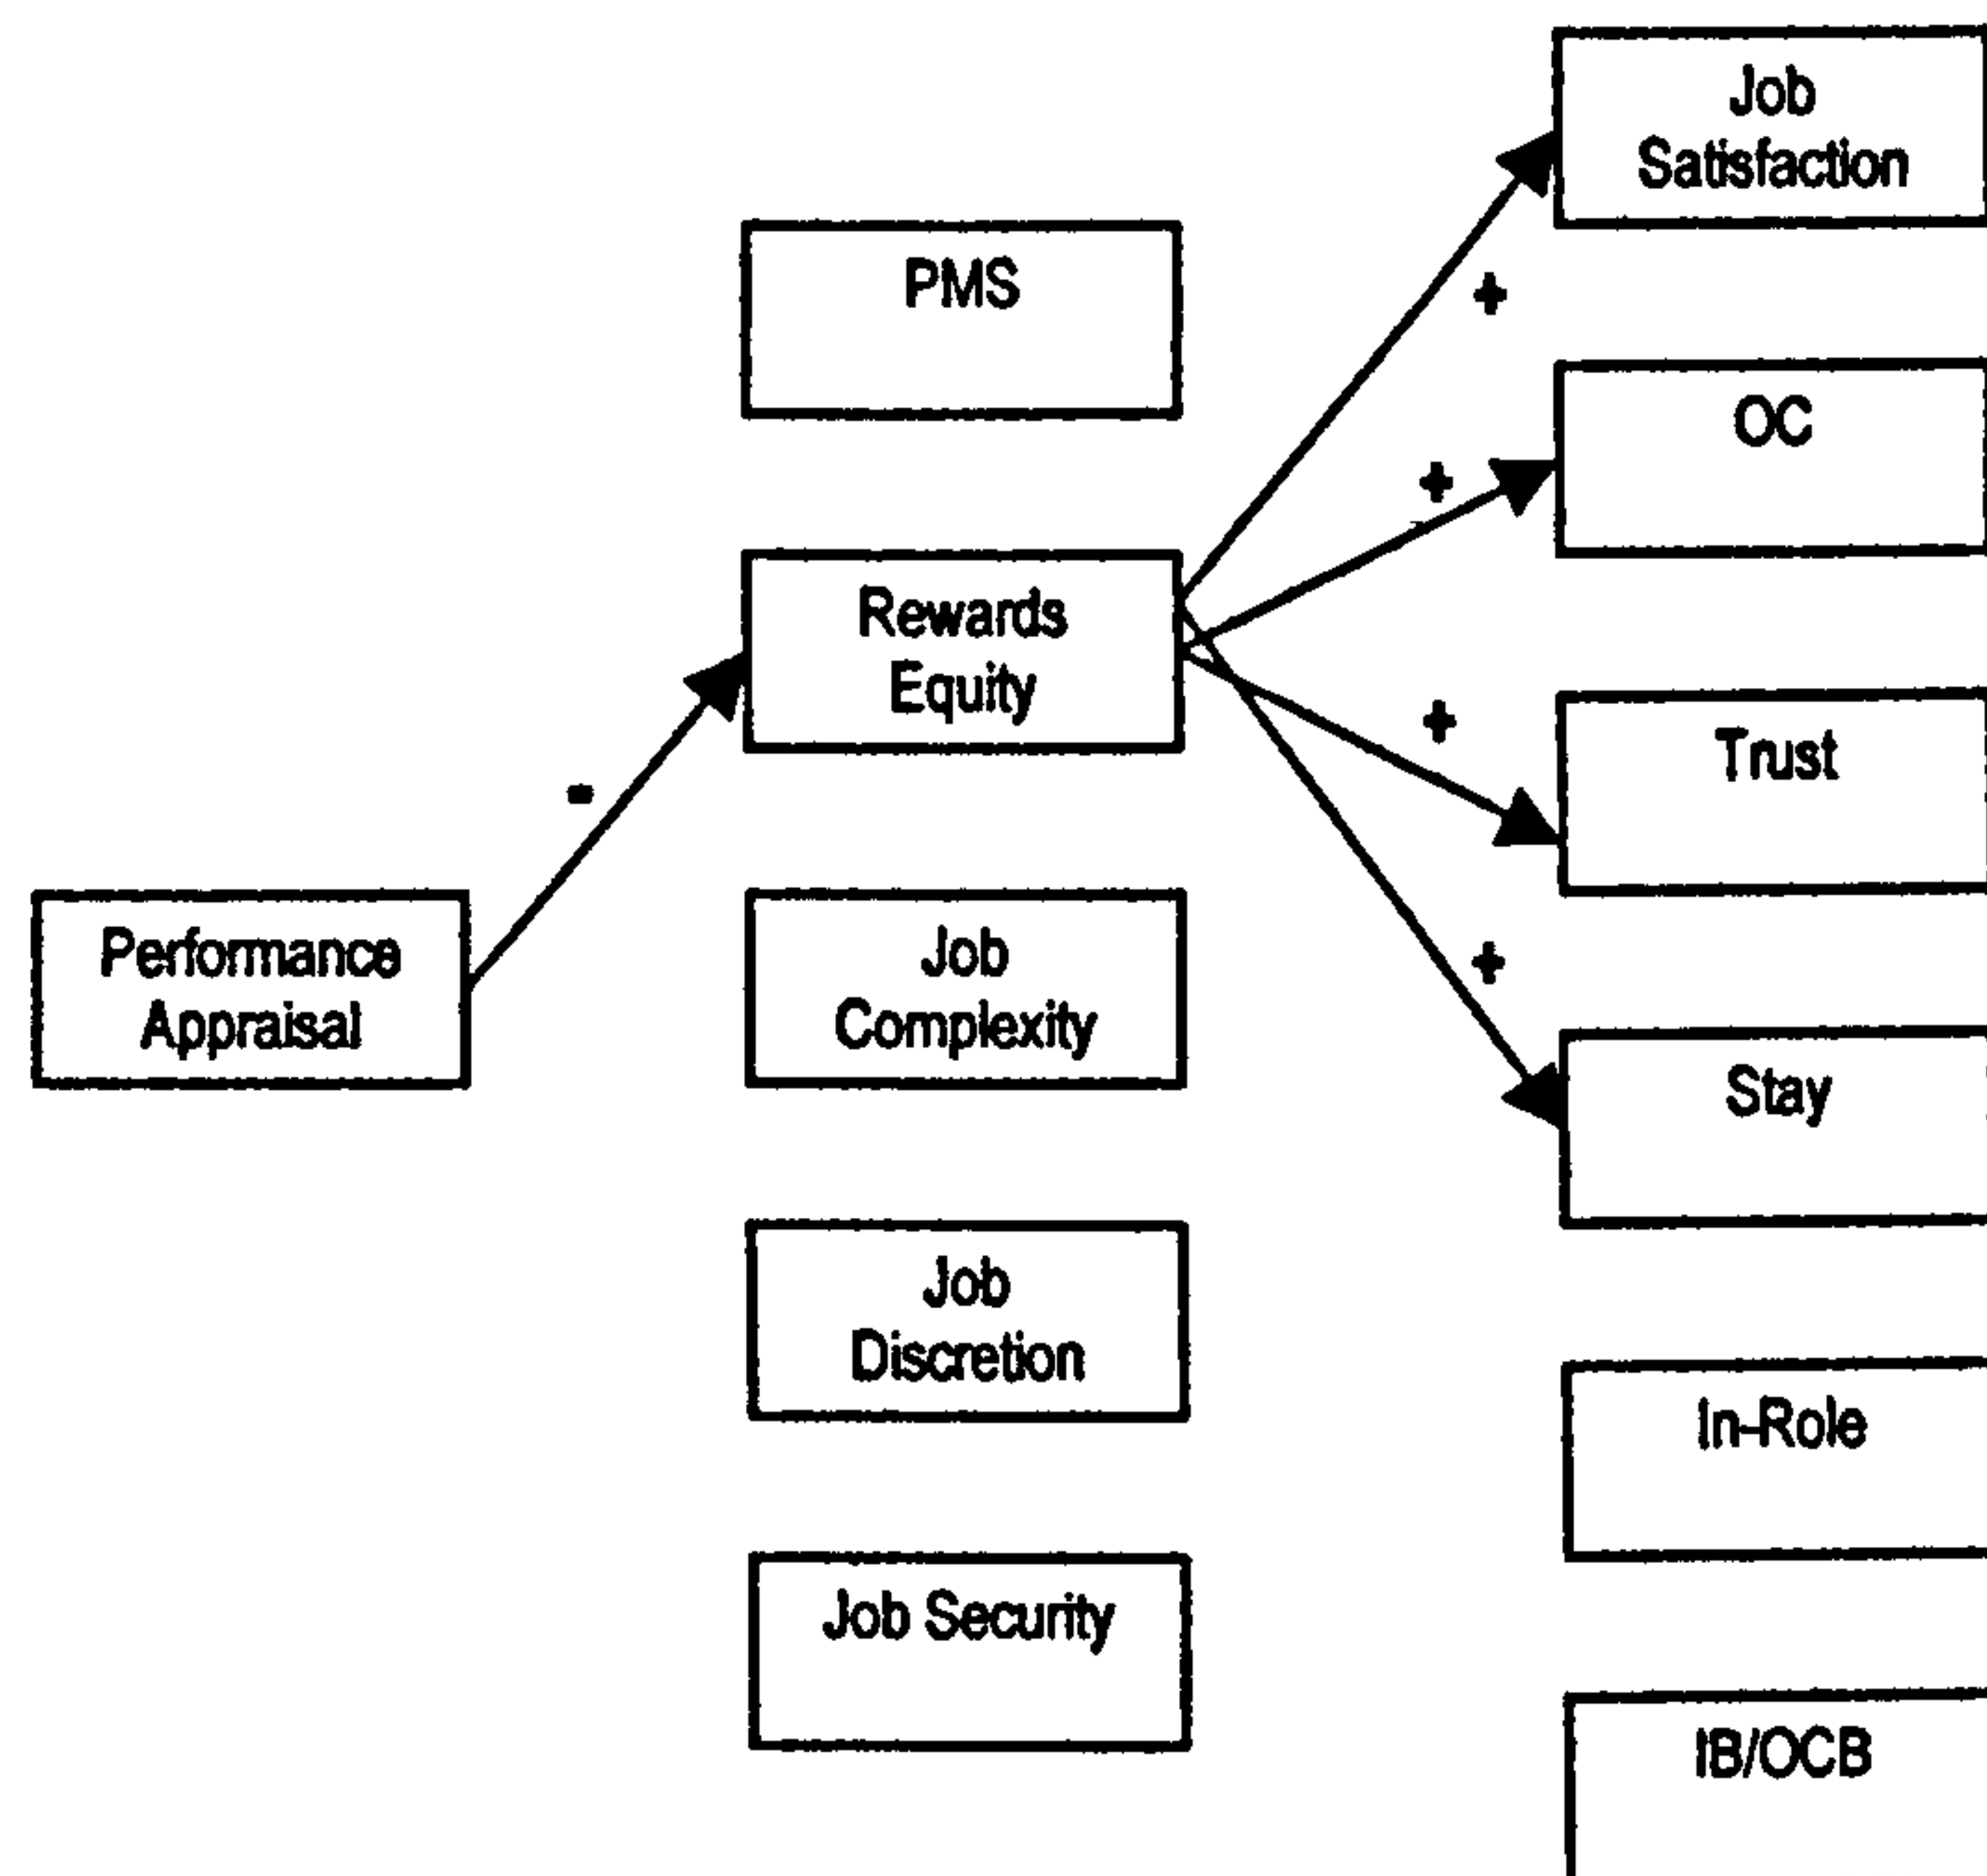 Job
Satisfaction
PMS
+
OC
+
Rewards
Equity
+
Trust
-
Performance
Appraisal
Job
Complexity
+
Stay
Job
Discretion
In-Role
Job Security
IB/OCB